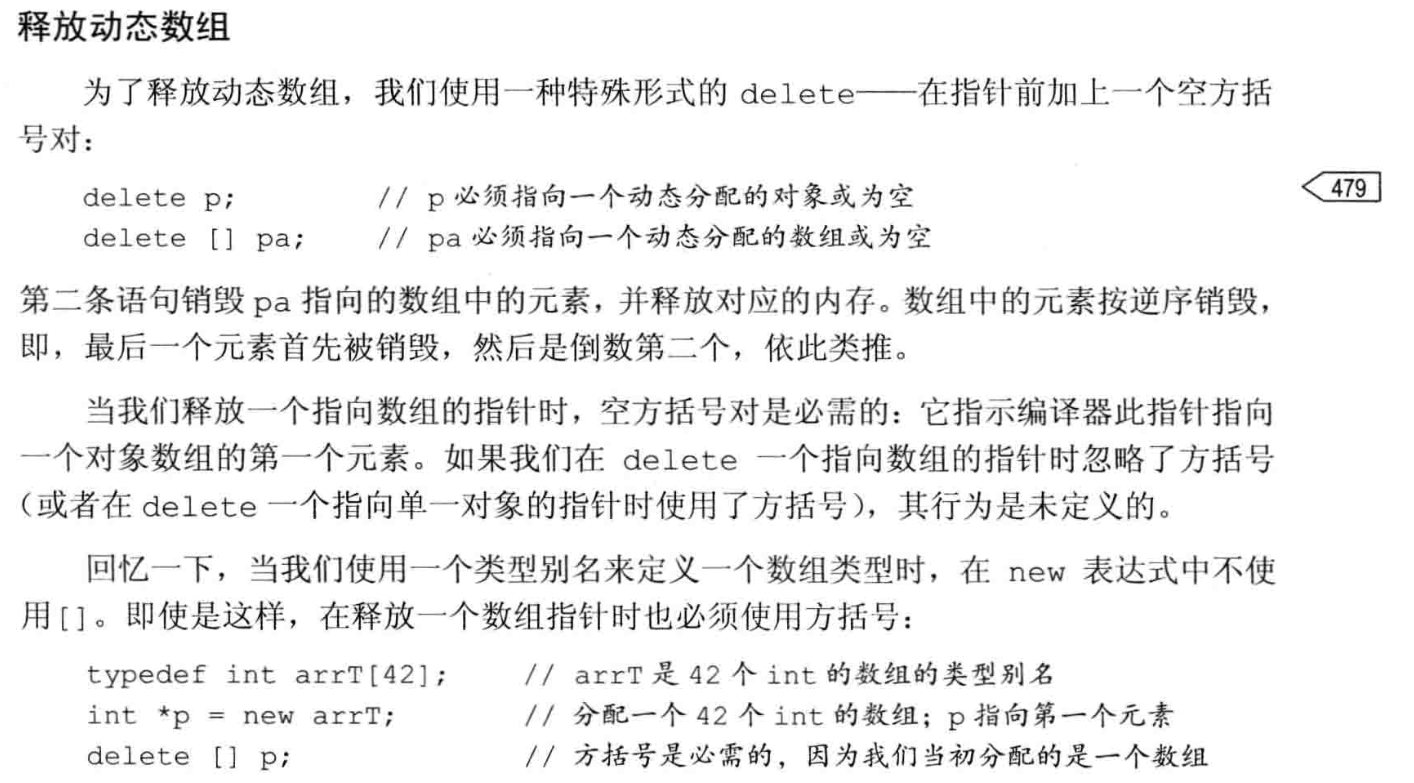 释放动态数组
为了释放动态数组，我们使用一种特殊形式的 delete——在指针前加上一个空方括
号对：
delete p; // p 必须指向一个动态分配的对象或为空
479
delete [] pa; // pa 必须指向一个动态分配的数组或为空
第二条语句销毁 pa 指向的数组中的元素，并释放对应的内存。数组中的元素按逆序销毁，
即，最后一个元素首先被销毁，然后是倒数第二个，依此类推。
当我们释放一个指向数组的指针时，空方括号对是必需的：它指示编译器此指针指向
一个对象数组的第一个元素。如果我们在 delete 一个指向数组的指针时忽略了方括号
（或者在 delete 一个指向单一对象的指针时使用了方括号），其行为是未定义的。
回忆一下，当我们使用一个类型别名来定义一个数组类型时，在 new 表达式中不使
用[]。即使是这样，在释放一个数组指针时也必须使用方括号：
typedef int arrT[42]; // arrT 是 42 个 int 的数组的类型别名
int *p = new arrT; // 分配一个 42 个 int 的数组；p 指向第一个元素
delete [] p; // 方括号是必需的，因为我们当初分配的是一个数组